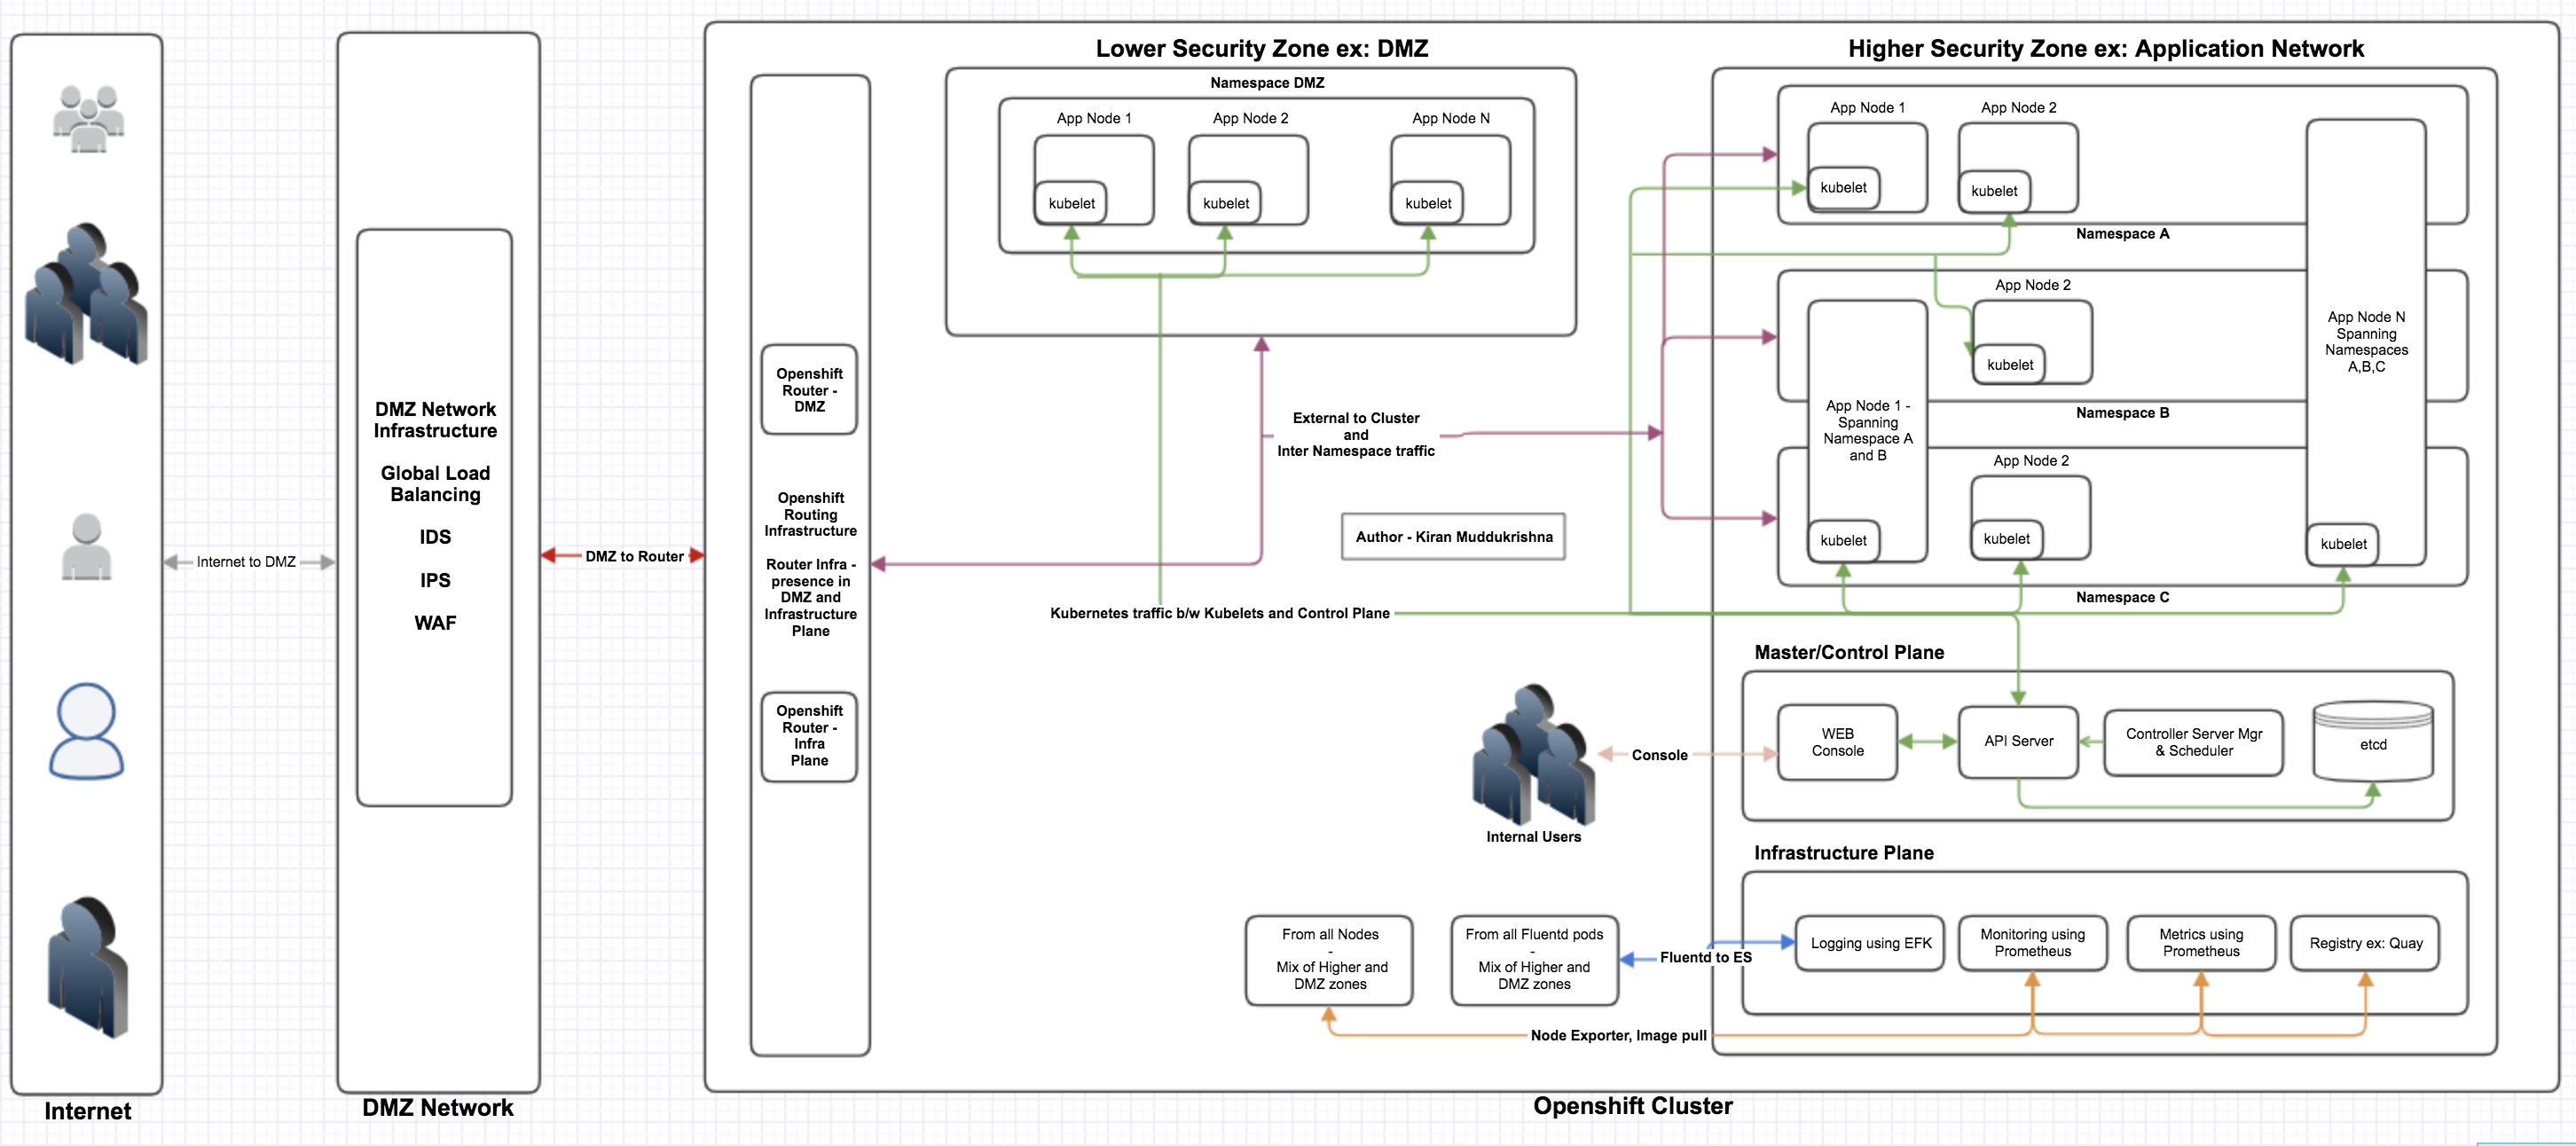 Lower Security Zone ex: DMZ
Higher Security Zone ex: Application Network
Namespace DMZ
App Node 1
App Node 2
App Node N
kubelet
kubelet
kubelet
App Node 1
App Node 2
kubelet
kubelet
Namespace A
App Node 2
kubelet
Namespace B
App Node 1 -
Spanning
Namespace A
and B
kubelet
App Node 2
kubelet
App Node N
Spanning
Namespaces
A,B,C
kubelet
Namespace C
DMZ Network
Infrastructure
Global Load
Balancing
IDS
IPS
WAF
Internet to DMZ
DMZ to Router
Openshift
Router -
DMZ
Openshift
Routing
Infrastructure
Router Infra -
presence in
DMZ and
Infrastructure
Plane
Openshift
Router -
Infra
Plane
External to Cluster
and
Inter Namespace traffic
Author - Kiran Muddukrishna
Kubernetes traffic b/w Kubelets and Control Plane
Master/Control Plane
Internal Users
Console
WEB
Console
API Server
Controller Server Mgr
& Scheduler
etcd
Infrastructure Plane
From all Nodes
-
Mix of Higher and
DMZ zones
From all Fluentd pods
-
Mix of Higher and
DMZ zones
Fluentd to ES
Logging using EFK
Monitoring using
Prometheus
Metrics using
Prometheus
Registry ex: Quay
Node Exporter, Image pull
Internet
DMZ Network
Openshift Cluster